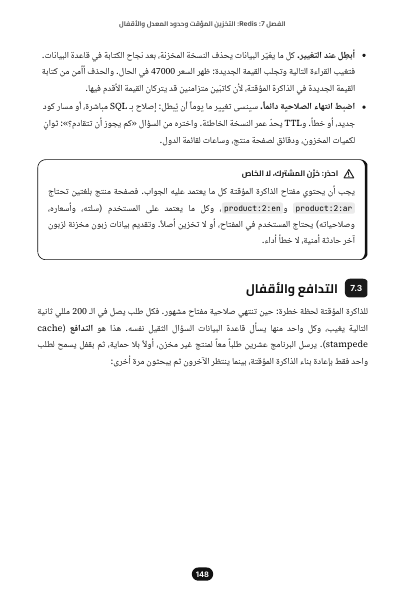 الفصل 7: Redis: التخزين المؤقت وحدود المعدل والأقفال
• أبطِل عند التغيير. كل ما يغيّر البيانات يحذف النسخة المخزنة، بعد نجاح الكتابة في قاعدة البيانات.
فتغيب القراءة التالية وتجلب القيمة الجديدة: ظهر السعر 47000 في الحال. والحذف أأمن من كتابة
القيمة الجديدة في الذاكرة المؤقتة، لأن كاتبَين متزامنين قد يتركان القيمة الأقدم فيها.
• اضبط انتهاء الصلاحية دائماً. سينسى تغيير ما يوماً أن يُبطِل: إصلاح بـ SQL مباشرة، أو مسار كود
جديد، أو خطأ. وTTL يحدّ عمر النسخة الخاطئة. واختره من السؤال «كم يجوز أن تتقادم؟»: ثوانٍ
لكميات المخزون، ودقائق لصفحة منتج، وساعات لقائمة الدول.
احذر: خزّن المشترك، لا الخاص
يجب أن يحتوي مفتاح الذاكرة المؤقتة كل ما يعتمد عليه الجواب. فصفحة منتج بلغتين تحتاج
product:2:ar و product:2:en، وكل ما يعتمد على المستخدم (سلته، وأسعاره،
وصلاحياته) يحتاج المستخدم في المفتاح، أو لا تخزين أصلاً. وتقديم بيانات زبون مخزنة لزبون
آخر حادثة أمنية، لا خطأ أداء.
7.3 التدافع والأقفال
للذاكرة المؤقتة لحظة خطرة: حين تنتهي صلاحية مفتاح مشهور. فكل طلب يصل في الـ 200 مللي ثانية
التالية يغيب، وكل واحد منها يسأل قاعدة البيانات السؤال الثقيل نفسه. هذا هو التدافع (cache
stampede). يرسل البرنامج عشرين طلباً معاً لمنتج غير مخزن، أولاً بلا حماية، ثم بقفل يسمح لطلب
واحد فقط بإعادة بناء الذاكرة المؤقتة، بينما ينتظر الآخرون ثم يبحثون مرة أخرى:
148